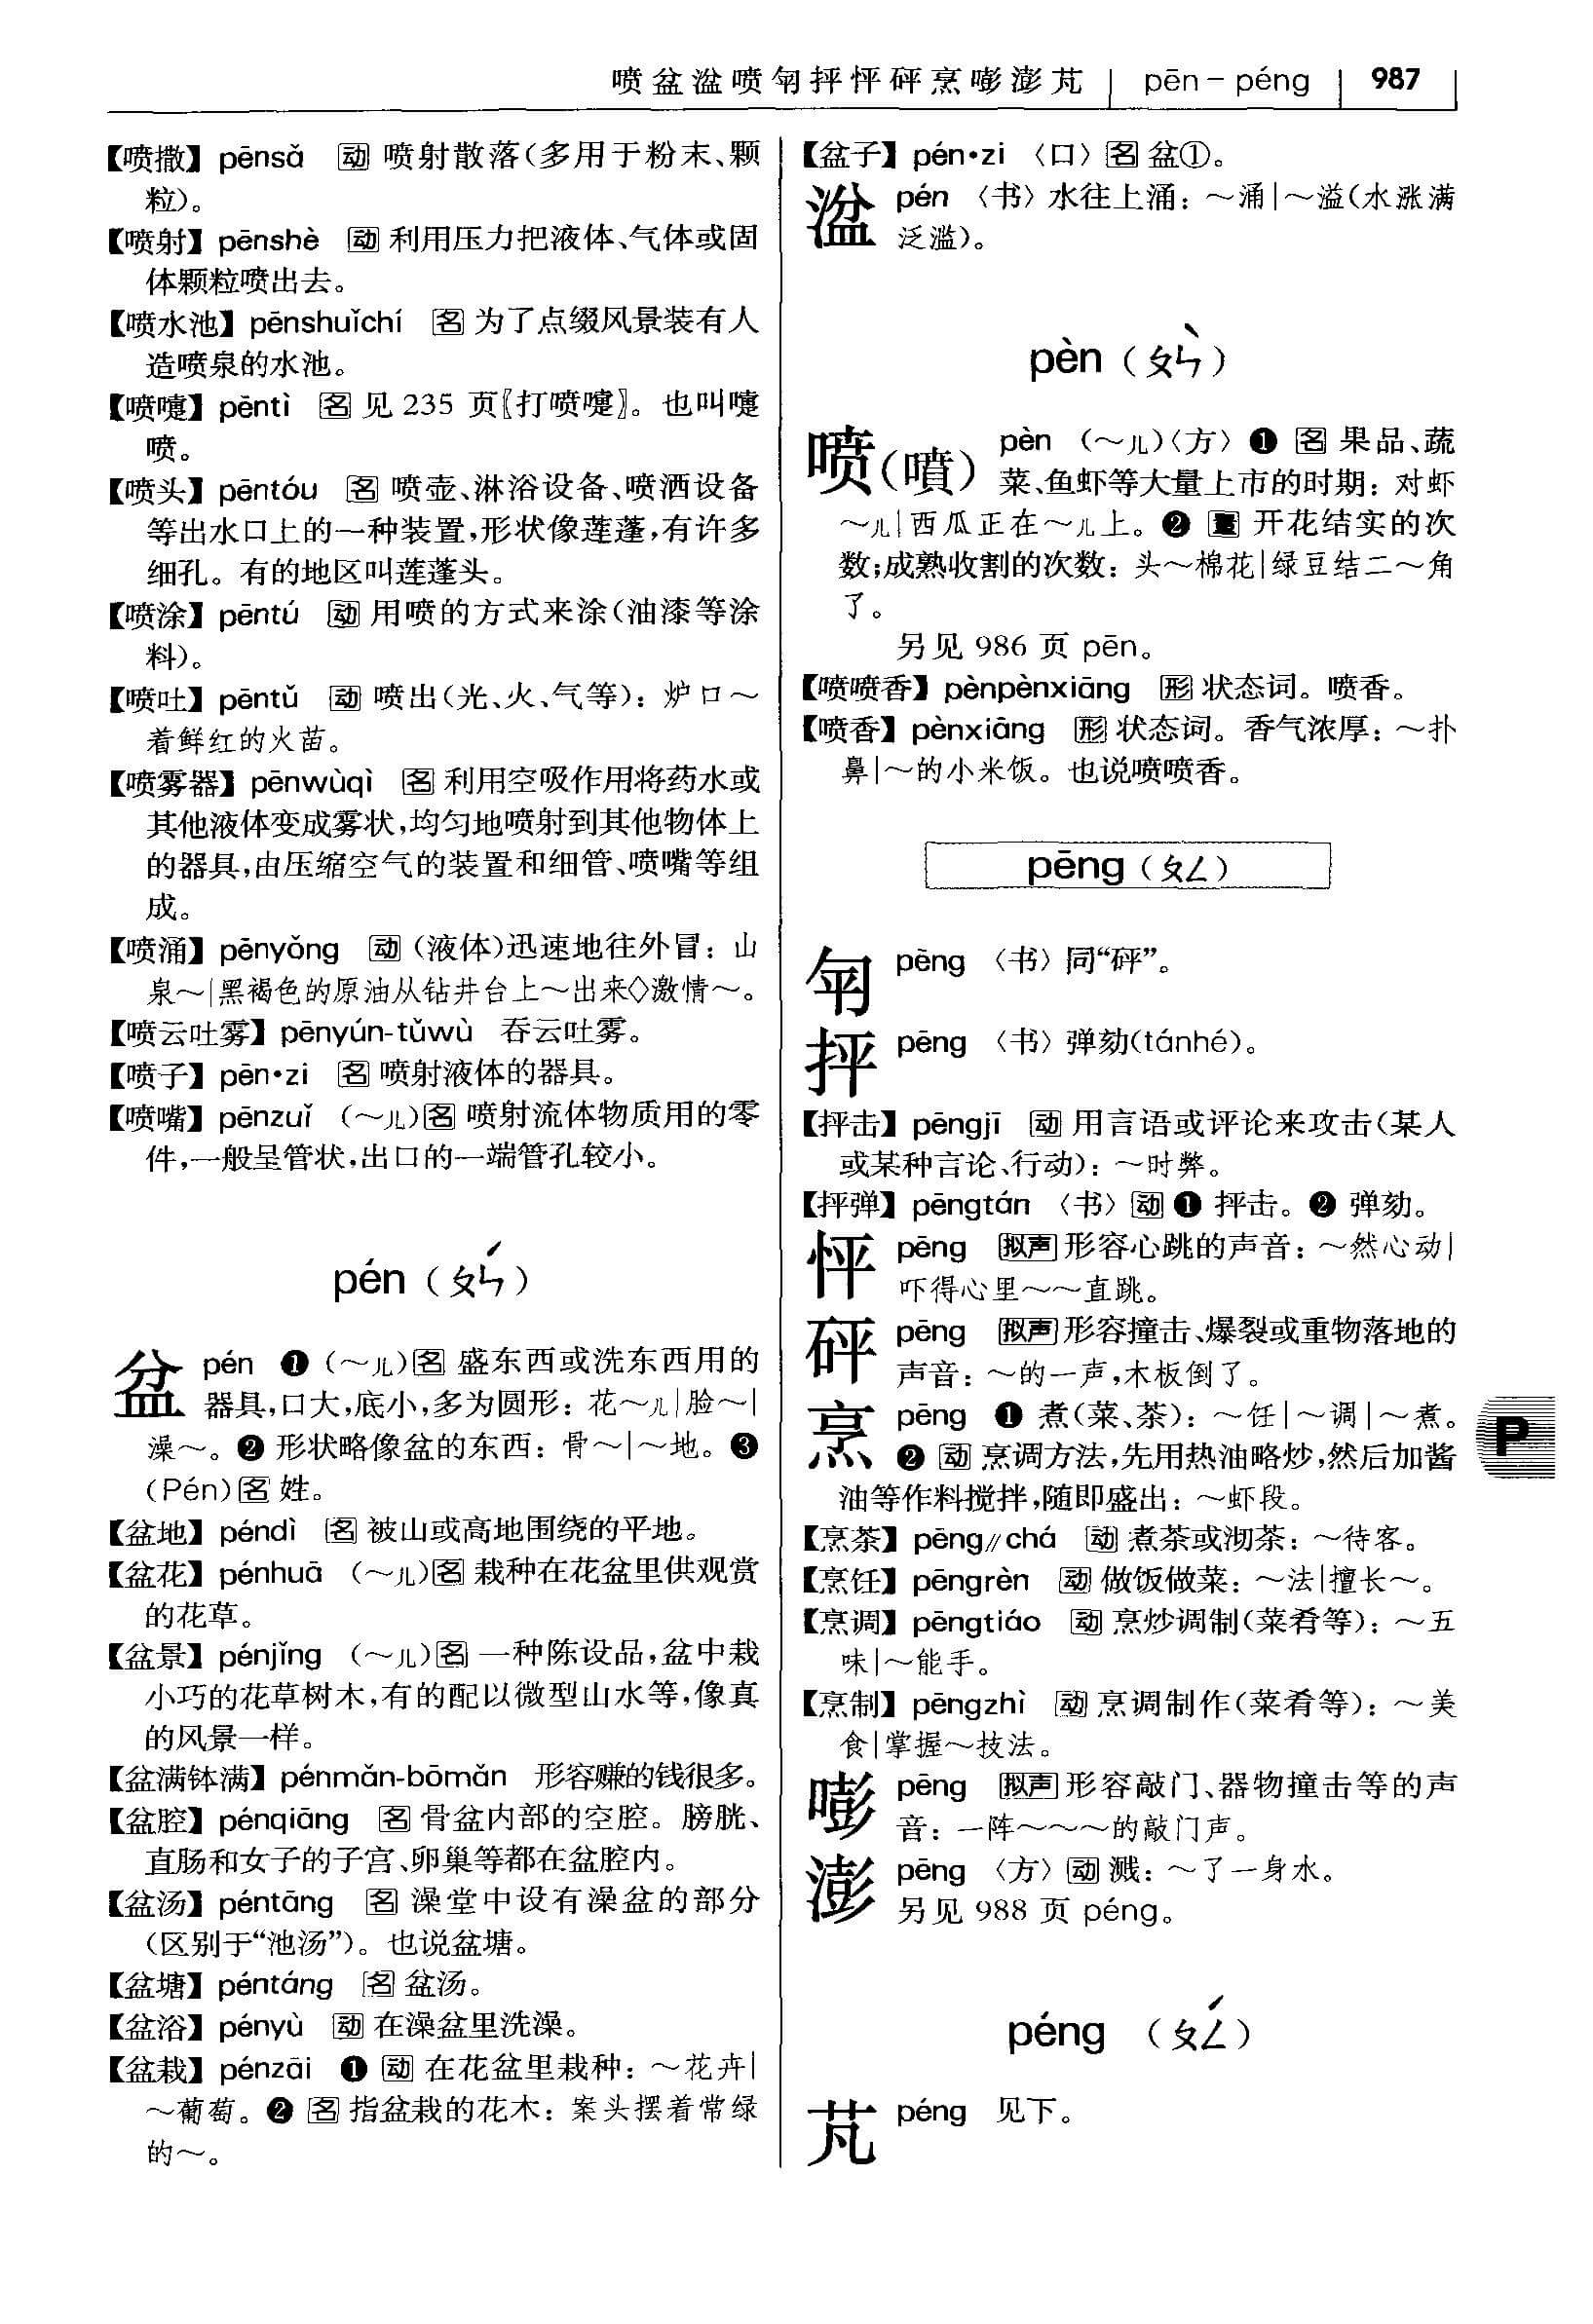 喷盆湓喷匉抨怦砰烹嘭澎芃 pēn－péng 987
【喷撒】pēnsǎ 动 喷射散落（多用于粉末、颗
粒）。
【喷射】pēnshè 动 利用压力把液体、气体或固
体颗粒喷出去。
【喷水池】pēnshuǐchí 名 为了点缀风景装有人
造喷泉的水池。
【喷嚏】pēntì 名 见 235 页〖打喷嚏〗。也叫嚏
喷。
【喷头】pēntóu 名 喷壶、淋浴设备、喷洒设备
等出水口上的一种装置，形状像莲蓬，有许多
细孔。有的地区叫莲蓬头。
【喷涂】pēntú 动 用喷的方式来涂（油漆等涂
料）。
【喷吐】pēntǔ 动 喷出（光、火、气等）：炉口～
着鲜红的火苗。
【喷雾器】pēnwùqì 名 利用空吸作用将药水或
其他液体变成雾状，均匀地喷射到其他物体上
的器具，由压缩空气的装置和细管、喷嘴等组
成。
【喷涌】pēnyǒng 动 （液体）迅速地往外冒：山
泉～|黑褐色的原油从钻井台上～出来◇激情～。
【喷云吐雾】pēnyún-tǔwù 吞云吐雾。
【喷子】pēn•zi 名 喷射液体的器具。
【喷嘴】pēnzuǐ （～儿）名 喷射流体物质用的零
件，一般呈管状，出口的一端管孔较小。
pén（ㄆㄣˊ）
盆 pén ❶（～儿）名 盛东西或洗东西用的
器具，口大，底小，多为圆形：花～儿|脸～|
澡～。❷ 形状略像盆的东西：骨～|～地。❸
（Pén）名 姓。
【盆地】péndì 名 被山或高地围绕的平地。
【盆花】pénhuā （～儿）名 栽种在花盆里供观赏
的花草。
【盆景】pénjǐng （～儿）名 一种陈设品，盆中栽
小巧的花草树木，有的配以微型山水等，像真
的风景一样。
【盆满钵满】pénmǎn-bōmǎn 形容赚的钱很多。
【盆腔】pénqiāng 名 骨盆内部的空腔。膀胱、
直肠和女子的子宫、卵巢等都在盆腔内。
【盆汤】péntāng 名 澡堂中设有澡盆的部分
（区别于“池汤”）。也说盆塘。
【盆塘】péntáng 名 盆汤。
【盆浴】pényù 动 在澡盆里洗澡。
【盆栽】pénzāi ❶ 动 在花盆里栽种：～花卉|
～葡萄。❷ 名 指盆栽的花木：案头摆着常绿
的～。
【盆子】pén•zi 〈口〉名 盆①。
湓 pén 〈书〉水往上涌：～涌|～溢（水涨满
泛滥）。
pèn（ㄆㄣˋ）
喷（噴） pèn （～儿）〈方〉❶ 名 果品、蔬
菜、鱼虾等大量上市的时期：对虾
～儿|西瓜正在～儿上。❷ 量 开花结实的次
数；成熟收割的次数：头～棉花|绿豆结二～角
了。
另见 986 页 pēn。
【喷喷香】pènpènxiāng 形 状态词。喷香。
【喷香】pènxiāng 形 状态词。香气浓厚：～扑
鼻|～的小米饭。也说喷喷香。
pēng（ㄆㄥ）
匉 pēng 〈书〉同“砰”。
抨 pēng 〈书〉弹劾（tánhé）。
【抨击】pēngjī 动 用言语或评论来攻击（某人
或某种言论、行动）：～时弊。
【抨弹】pēngtán 〈书〉动 ❶ 抨击。❷ 弹劾。
怦 pēng 拟声 形容心跳的声音：～然心动|
吓得心里～～直跳。
砰 pēng 拟声 形容撞击、爆裂或重物落地的
声音：～的一声，木板倒了。
烹 pēng ❶ 煮（菜、茶）：～饪|～调|～煮。
❷ 动 烹调方法，先用热油略炒，然后加酱
油等作料搅拌，随即盛出：～虾段。
【烹茶】pēng∥chá 动 煮茶或沏茶：～待客。
【烹饪】pēngrèn 动 做饭做菜：～法|擅长～。
【烹调】pēngtiáo 动 烹炒调制（菜肴等）：～五
味|～能手。
【烹制】pēngzhì 动 烹调制作（菜肴等）：～美
食|掌握～技法。
嘭 pēng 拟声 形容敲门、器物撞击等的声
音：一阵～～～的敲门声。
澎 pēng 〈方〉动 溅：～了一身水。
另见 988 页 péng。
péng （ㄆㄥˊ）
芃 péng 见下。
P